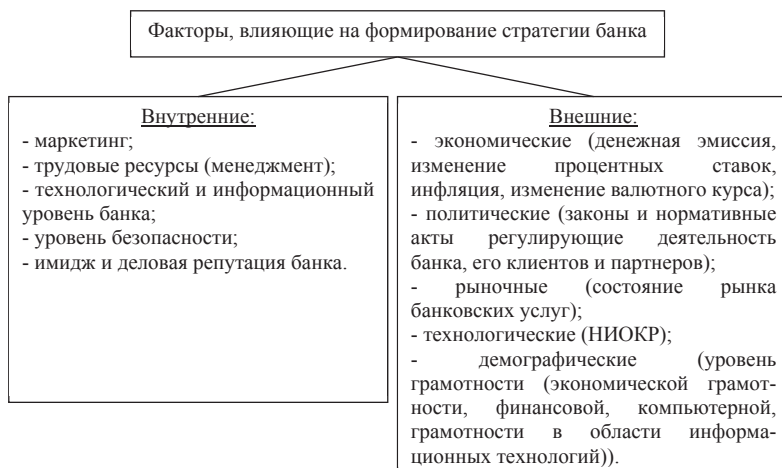 Факторы, влияющие на формирование стратегии банка
Внутренние:
- маркетинг;
- трудовые ресурсы (менеджмент);
- технологический и информационный
уровень банка;
- уровень безопасности;
- имидж и деловая репутация банка.
Внешние:
- экономические (денежная эмиссия,
изменение процентных ставок,
инфляция, изменение валютного курса);
- политические (законы и нормативные
акты регулирующие деятельность
банка, его клиентов и партнеров);
- рыночные (состояние рынка
банковских услуг);
- технологические (НИОКР);
- демографические (уровень
грамотности (экономической грамот-
ности, финансовой, компьютерной,
грамотности в области информа-
ционных технологий)).